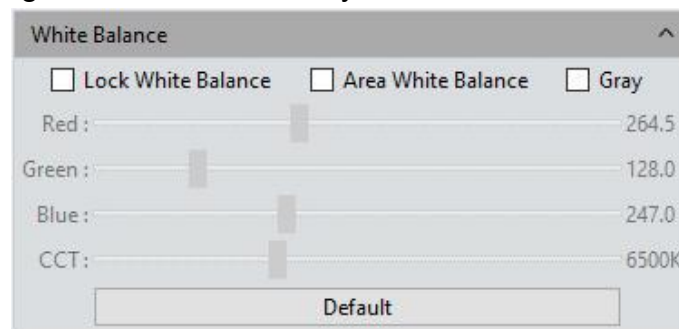 White Balance
Lock White Balance Area White Balance Gray
Red : 264.5
Green : 128.0
Blue : 247.0
CCT : 6500K
Default